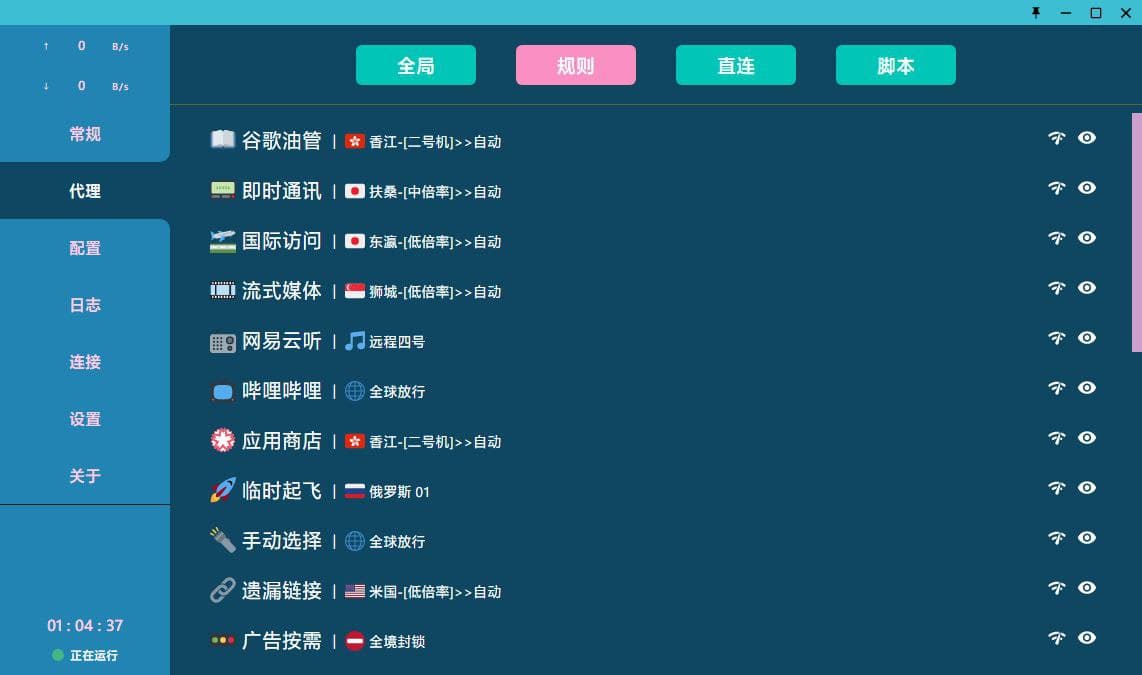 ↑ 0 B/s
↓ 0 B/s
常规
代理
配置
日志
连接
设置
关于
01 : 04 : 37
正在运行
全局 规则 直连 脚本
谷歌油管 | 香江-[二号机]>>自动
即时通讯 | 扶桑-[中倍率]>>自动
国际访问 | 东瀛-[低倍率]>>自动
流式媒体 | 狮城-[低倍率]>>自动
网易云听 | 远程四号
哔哩哔哩 | 全球放行
应用商店 | 香江-[二号机]>>自动
临时起飞 | 俄罗斯 01
手动选择 | 全球放行
遗漏链接 | 米国-[低倍率]>>自动
广告按需 | 全境封锁